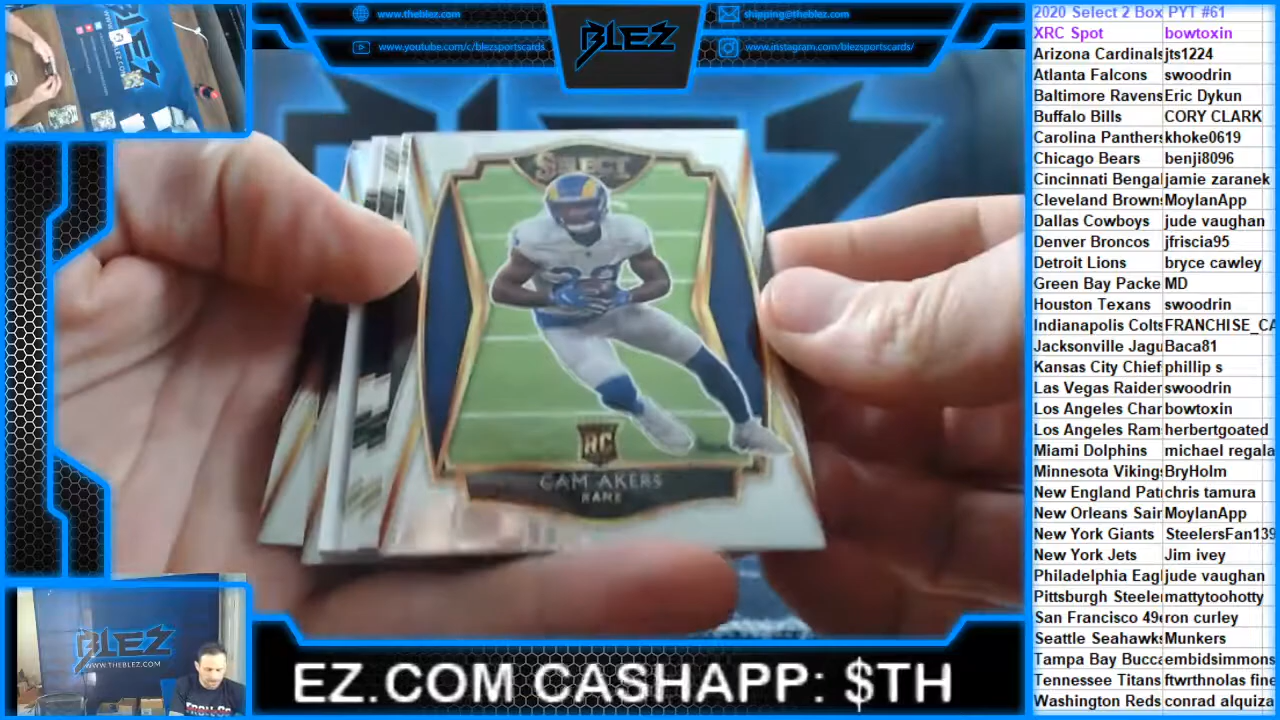 www.theblez.com
shipping@theblez.com
www.youtube.com/c/blezsportscards
www.instagram.com/blezsportscards/
BLEZ
SELECT
RC
CAM AKERS
RAMS
BLEZ
WWW.THEBLEZ.COM
EZ.COM CASHAPP: $TH
2020 Select 2 Box PYT #61
XRC Spot bowtoxin
Arizona Cardinals jts1224
Atlanta Falcons swoodrin
Baltimore Ravens Eric Dykun
Buffalo Bills CORY CLARK
Carolina Panthers khoke0619
Chicago Bears benji8096
Cincinnati Bengal jamie zaranek
Cleveland Browns MoylanApp
Dallas Cowboys jude vaughan
Denver Broncos jfriscia95
Detroit Lions bryce cawley
Green Bay Packe MD
Houston Texans swoodrin
Indianapolis Colts FRANCHISE_CA
Jacksonville Jagu Baca81
Kansas City Chief phillip s
Las Vegas Raider swoodrin
Los Angeles Char bowtoxin
Los Angeles Ram herbertgoated
Miami Dolphins michael regala
Minnesota Viking BryHolm
New England Pat chris tamura
New Orleans Sain MoylanApp
New York Giants SteelersFan139
New York Jets Jim ivey
Philadelphia Eag jude vaughan
Pittsburgh Steele mattytoohotty
San Francisco 49e ron curley
Seattle Seahawks Munkers
Tampa Bay Bucca embidsimmons
Tennessee Titans ftwrthnolas fine
Washington Reds conrad alquiza